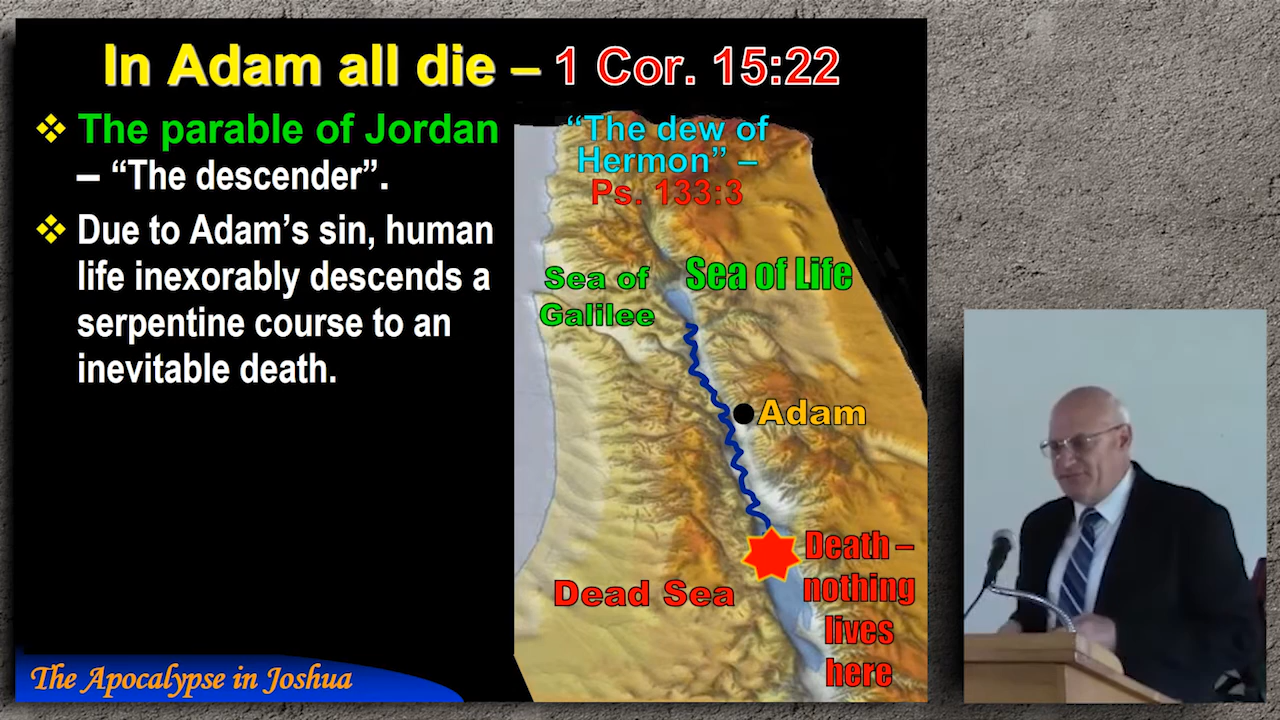 In Adam all die – 1 Cor. 15:22
The parable of Jordan
– “The descender”.
Due to Adam’s sin, human
life inexorably descends a
serpentine course to an
inevitable death.
“The dew of
Hermon” –
Ps. 133:3
Sea of
Galilee
Sea of Life
Adam
Dead Sea
Death –
nothing
lives
here
The Apocalypse in Joshua